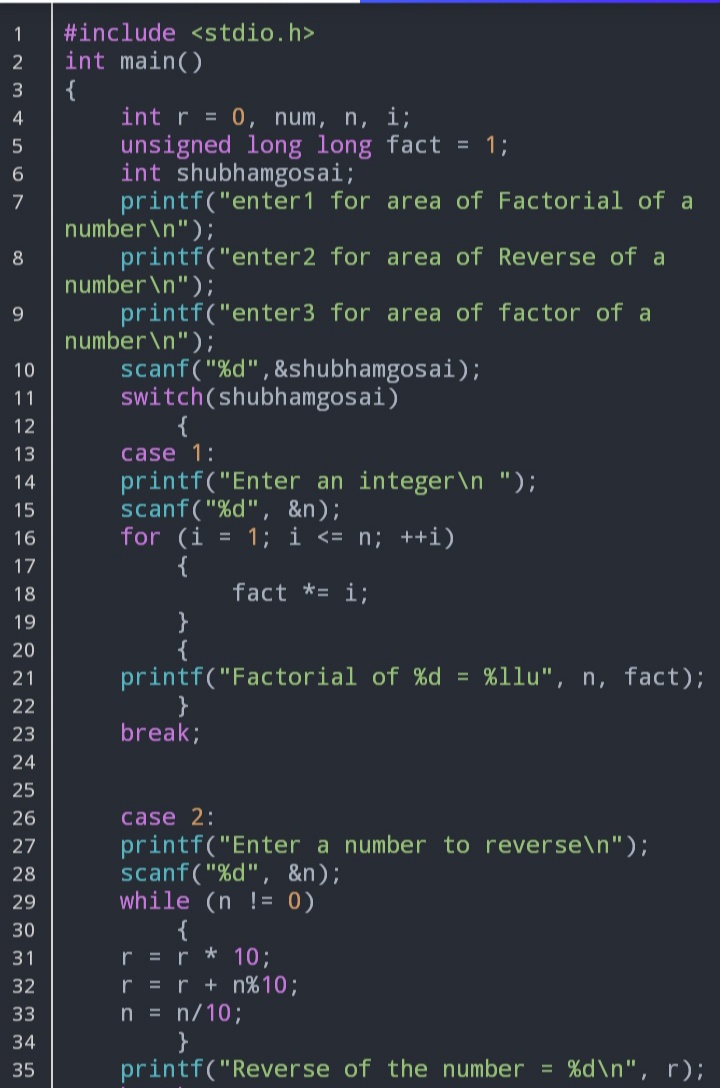 1 #include <stdio.h>
2 int main()
3 {
4 int r = 0, num, n, i;
5 unsigned long long fact = 1;
6 int shubhamgosai;
7 printf("enter1 for area of Factorial of a
number\n");
8 printf("enter2 for area of Reverse of a
number\n");
9 printf("enter3 for area of factor of a
number\n");
10 scanf("%d",&shubhamgosai);
11 switch(shubhamgosai)
12 {
13 case 1:
14 printf("Enter an integer\n ");
15 scanf("%d", &n);
16 for (i = 1; i <= n; ++i)
17 {
18 fact *= i;
19 }
20 {
21 printf("Factorial of %d = %llu", n, fact);
22 }
23 break;
24
25
26 case 2:
27 printf("Enter a number to reverse\n");
28 scanf("%d", &n);
29 while (n != 0)
30 {
31 r = r * 10;
32 r = r + n%10;
33 n = n/10;
34 }
35 printf("Reverse of the number = %d\n", r);